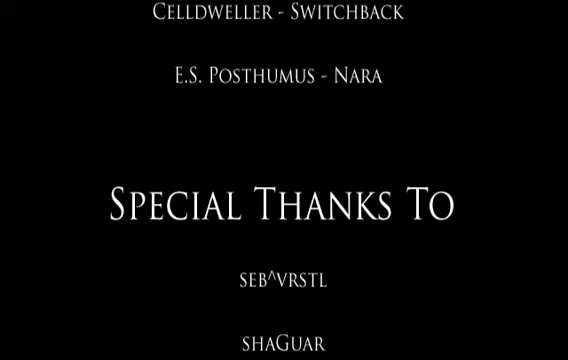 Celldweller - Switchback
E.S. Posthumus - Nara
Special Thanks To
seb^vrstl
shaGuar